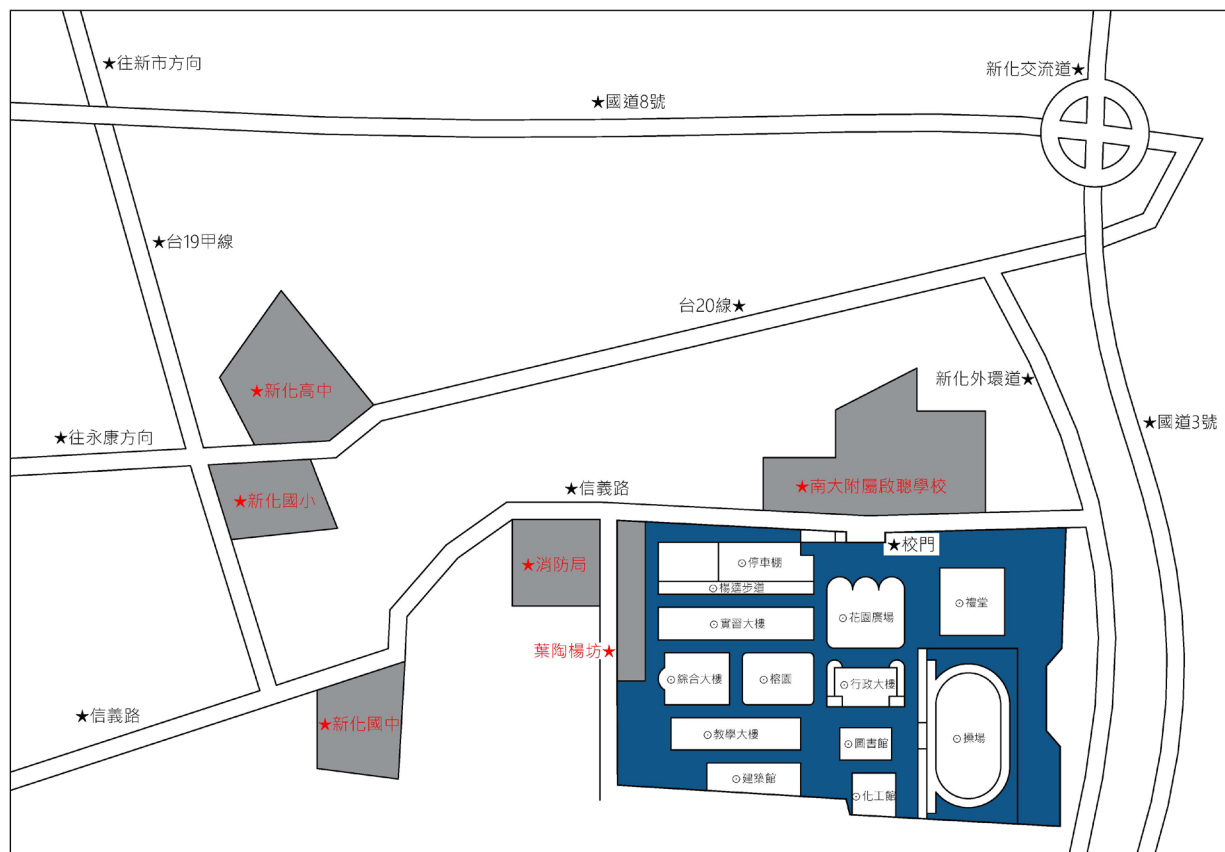 ★往新市方向
新化交流道★
★國道8號
★台19甲線
台20線★
★新化高中
新化外環道★
★往永康方向
★國道3號
★新化國小
★信義路
★南大附屬啟聰學校
★校門
★消防局
⊙停車棚
⊙楊逵步道
⊙禮堂
⊙花園廣場
⊙實習大樓
葉陶楊坊★
⊙綜合大樓
⊙榕園
⊙行政大樓
★信義路
★新化國中
⊙教學大樓
⊙圖書館
⊙操場
⊙建築館
⊙化工館